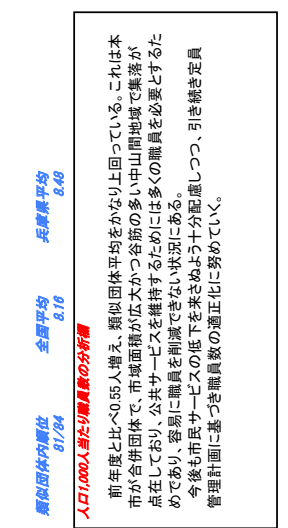 類似団体内順位 全国平均 兵庫県平均
81/84 8.16 8.48
人口1,000人当たり職員数の分析欄
前年度と比べ0.55人増え、類似団体平均をかなり上回っている。これは本
市が合併団体で、市域面積が広大かつ谷筋の多い中山間地域で集落が
点在しており、公共サービスを維持するためには多くの職員を必要とするた
めであり、容易に職員を削減できない状況にある。
今後も市民サービスの低下を来さぬよう十分配慮しつつ、引き続き定員
管理計画に基づき職員数の適正化に努めていく。